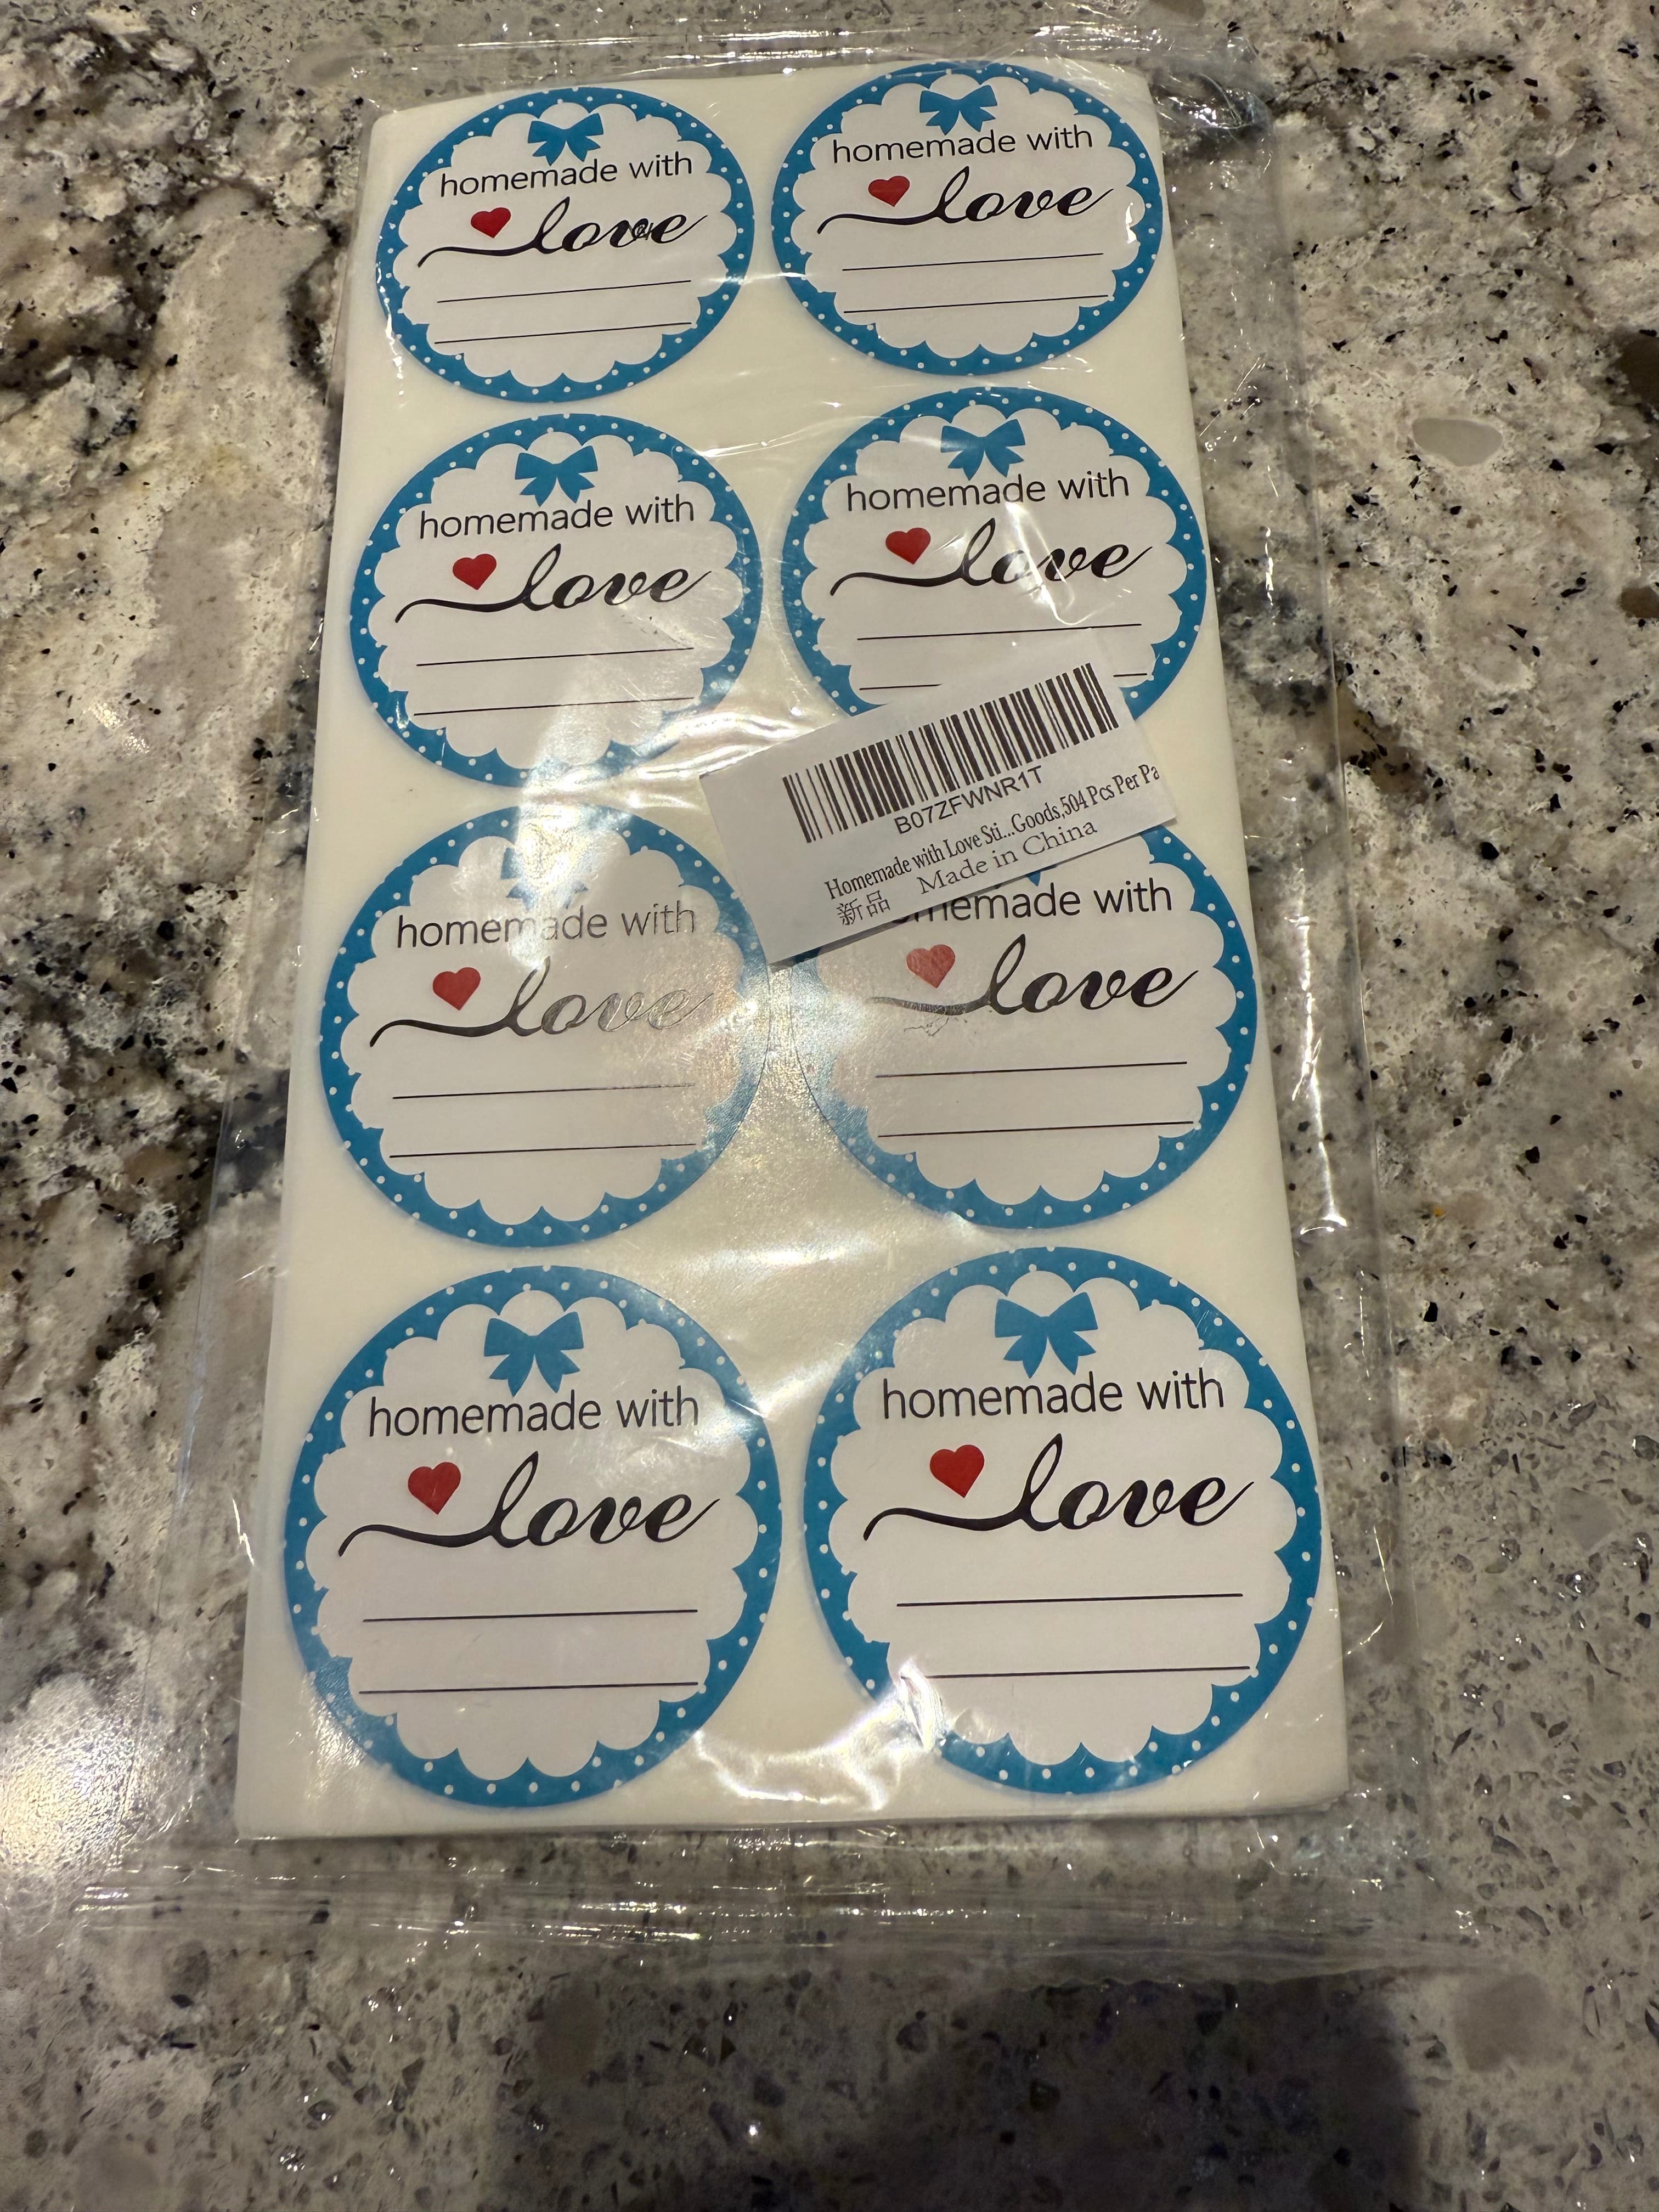 homemade with
love
homemade with
love
homemade with
love
homemade with
love
B07ZFWNR1T
Homemade with Love Sti...Goods,504 Pcs Per Pa
新品 Made in China
homemade with
love
memade with
love
homemade with
love
homemade with
love